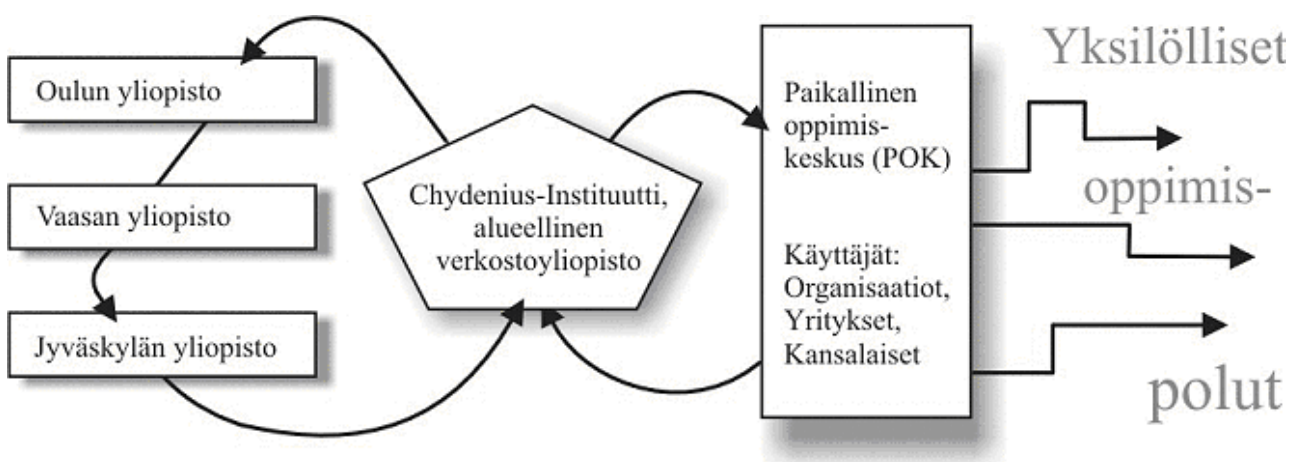 Oulun yliopisto
Vaasan yliopisto
Jyväskylän yliopisto
Chydenius-Instituutti,
alueellinen
verkostoyliopisto
Paikallinen
oppimis-
keskus (POK)
Käyttäjät:
Organisaatiot,
Yritykset,
Kansalaiset
Yksilölliset
oppimis-
polut